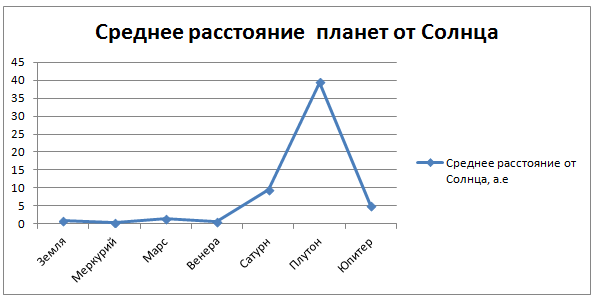 Среднее расстояние планет от Солнца
45
40
35
30
25
20
15
10
5
0
Земля
Меркурий
Марс
Венера
Сатурн
Плутон
Юпитер
Среднее расстояние от
Солнца, а.е